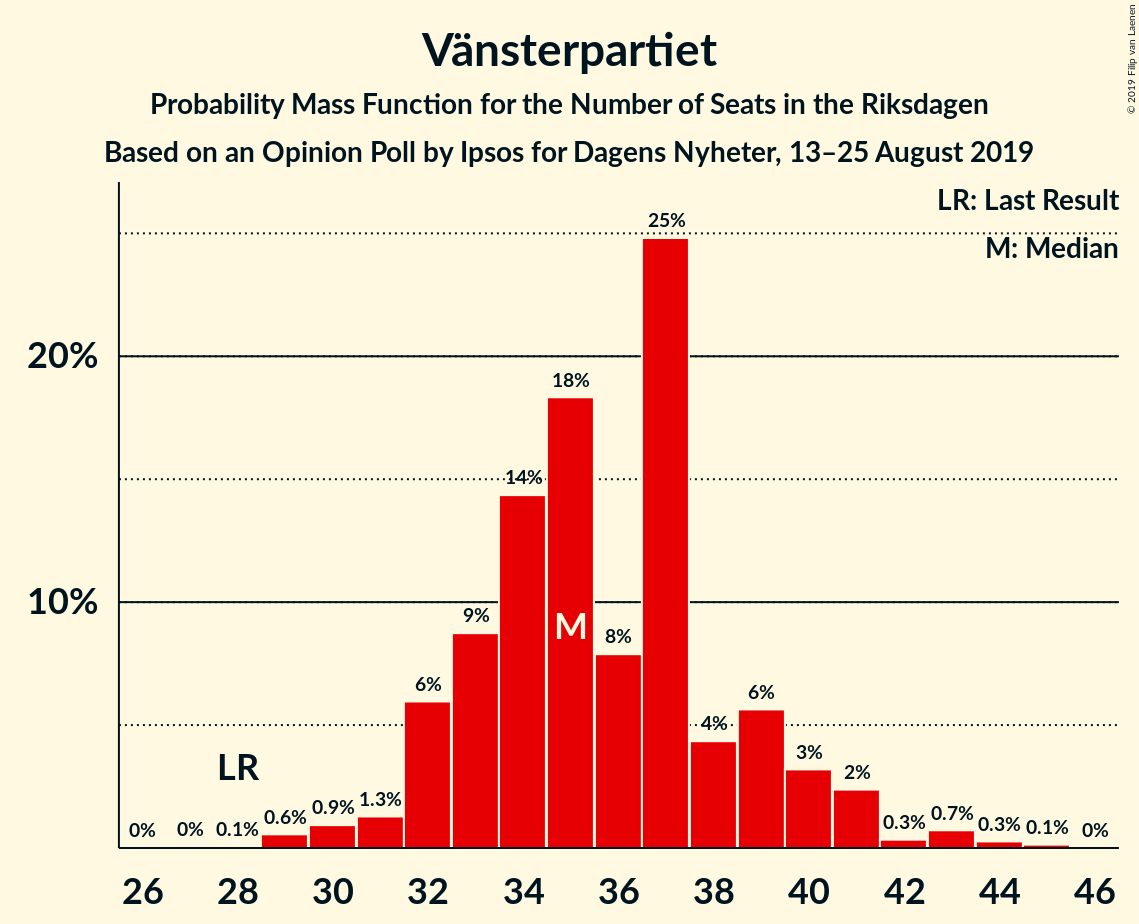 © 2019 Filip van Laenen
Vänsterpartiet
Probability Mass Function for the Number of Seats in the Riksdagen
Based on an Opinion Poll by Ipsos for Dagens Nyheter, 13–25 August 2019
LR: Last Result
M: Median
25%
20%
18%
14%
10%
9%
M
8%
6%
6%
4%
3%
LR
2%
1.3%
0.9%
0.7%
0.6%
0.3%
0.3%
0%
0%
0.1%
0.1%
0%
26 28 30 32 34 36 38 40 42 44 46